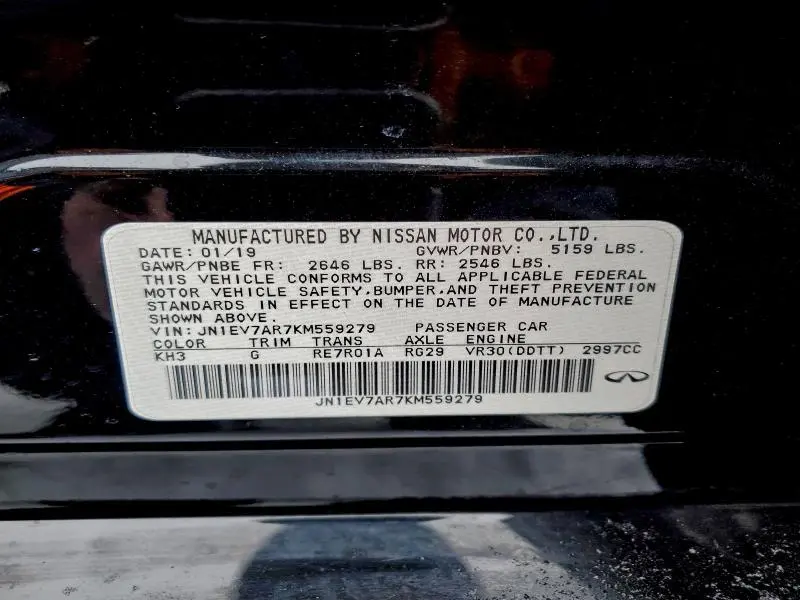 MANUFACTURED BY NISSAN MOTOR CO.,LTD.
DATE: 01/19 GVWR/PNBV: 5159 LBS.
GAWR/PNBE FR: 2646 LBS. RR: 2546 LBS.
THIS VEHICLE CONFORMS TO ALL APPLICABLE FEDERAL
MOTOR VEHICLE SAFETY,BUMPER,AND THEFT PREVENTION
STANDARDS IN EFFECT ON THE DATE OF MANUFACTURE
SHOWN ABOVE.
VIN: JN1EV7AR7KM559279 PASSENGER CAR
COLOR TRIM TRANS AXLE ENGINE
KH3 G RE7R01A RG29 VR30(DDTT) 2997CC
JN1EV7AR7KM559279